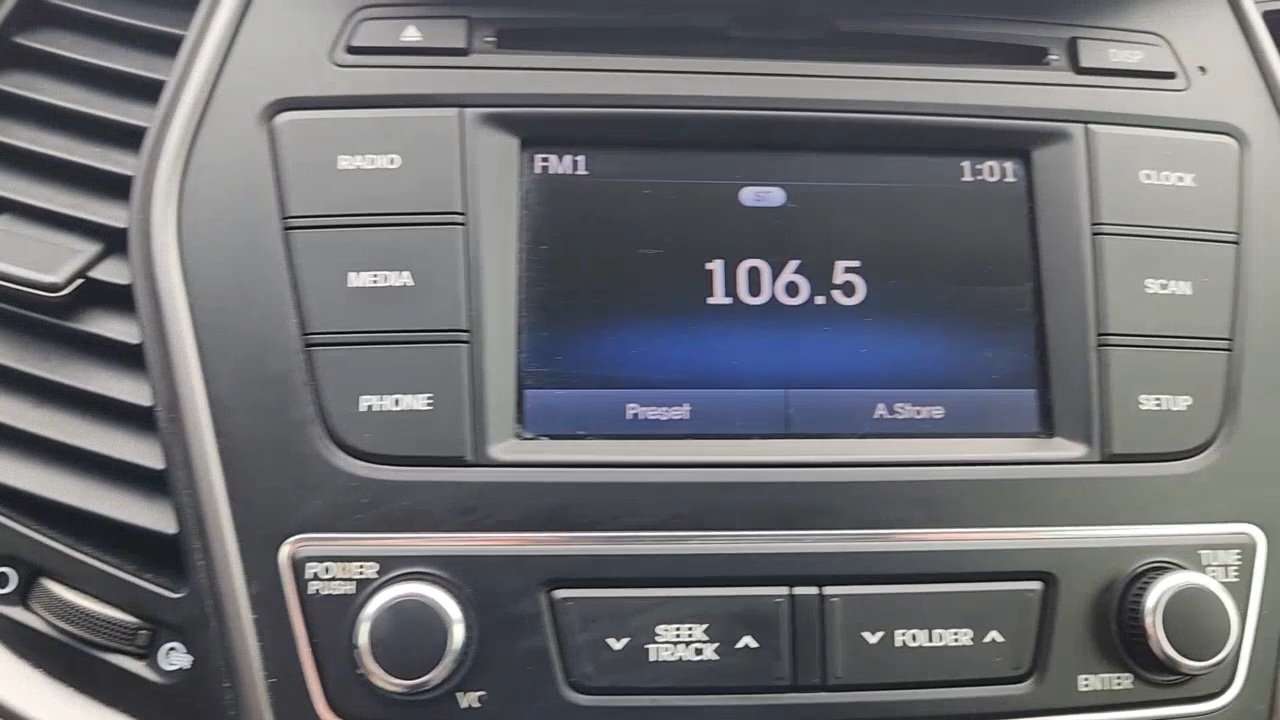 DISP
RADIO
FM1
1:01
CLOCK
ST
MEDIA
106.5
SCAN
PHONE
Preset
A.Store
SETUP
POWER
PUSH
TUNE
FILE
SEEK
TRACK
FOLDER
ENTER